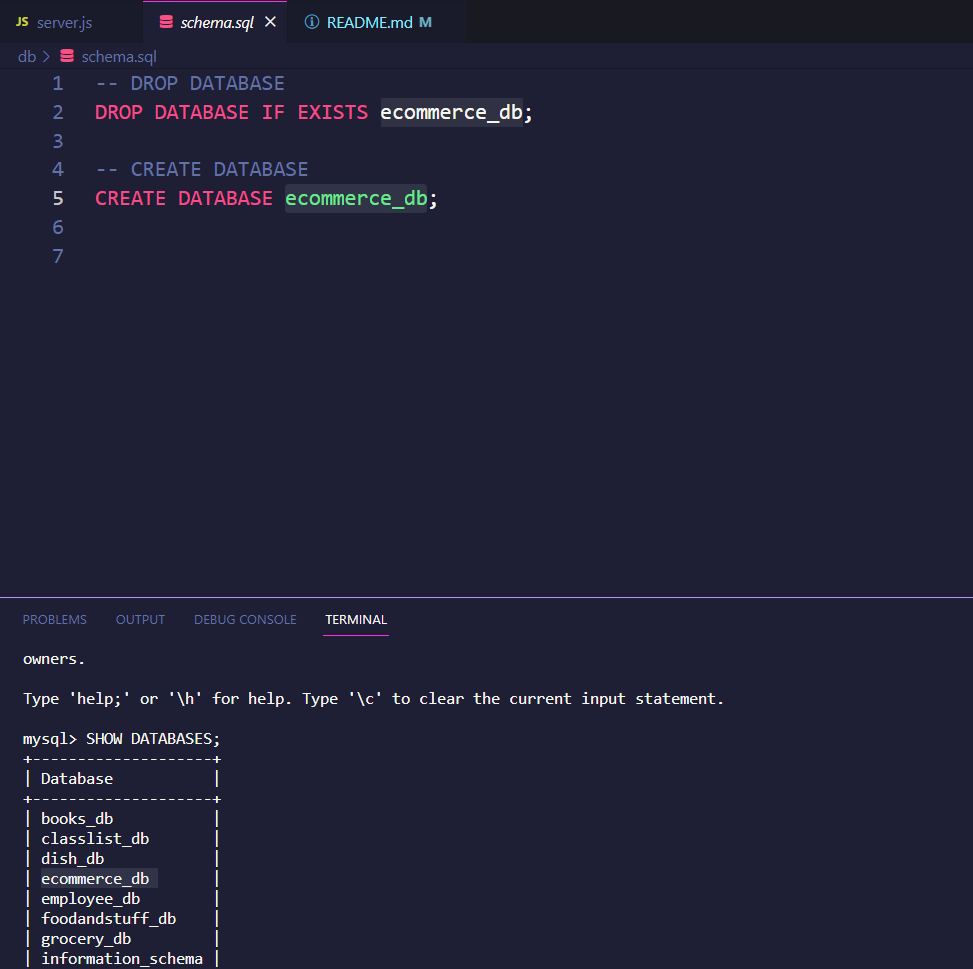 JS server.js schema.sql × README.md M
db > schema.sql
1 -- DROP DATABASE
2 DROP DATABASE IF EXISTS ecommerce_db;
3
4 -- CREATE DATABASE
5 CREATE DATABASE ecommerce_db;
6
7
PROBLEMS OUTPUT DEBUG CONSOLE TERMINAL
owners.
Type 'help;' or '\h' for help. Type '\c' to clear the current input statement.
mysql> SHOW DATABASES;
+--------------------+
| Database           |
+--------------------+
| books_db           |
| classlist_db       |
| dish_db            |
| ecommerce_db       |
| employee_db        |
| foodandstuff_db    |
| grocery_db         |
| information_schema |